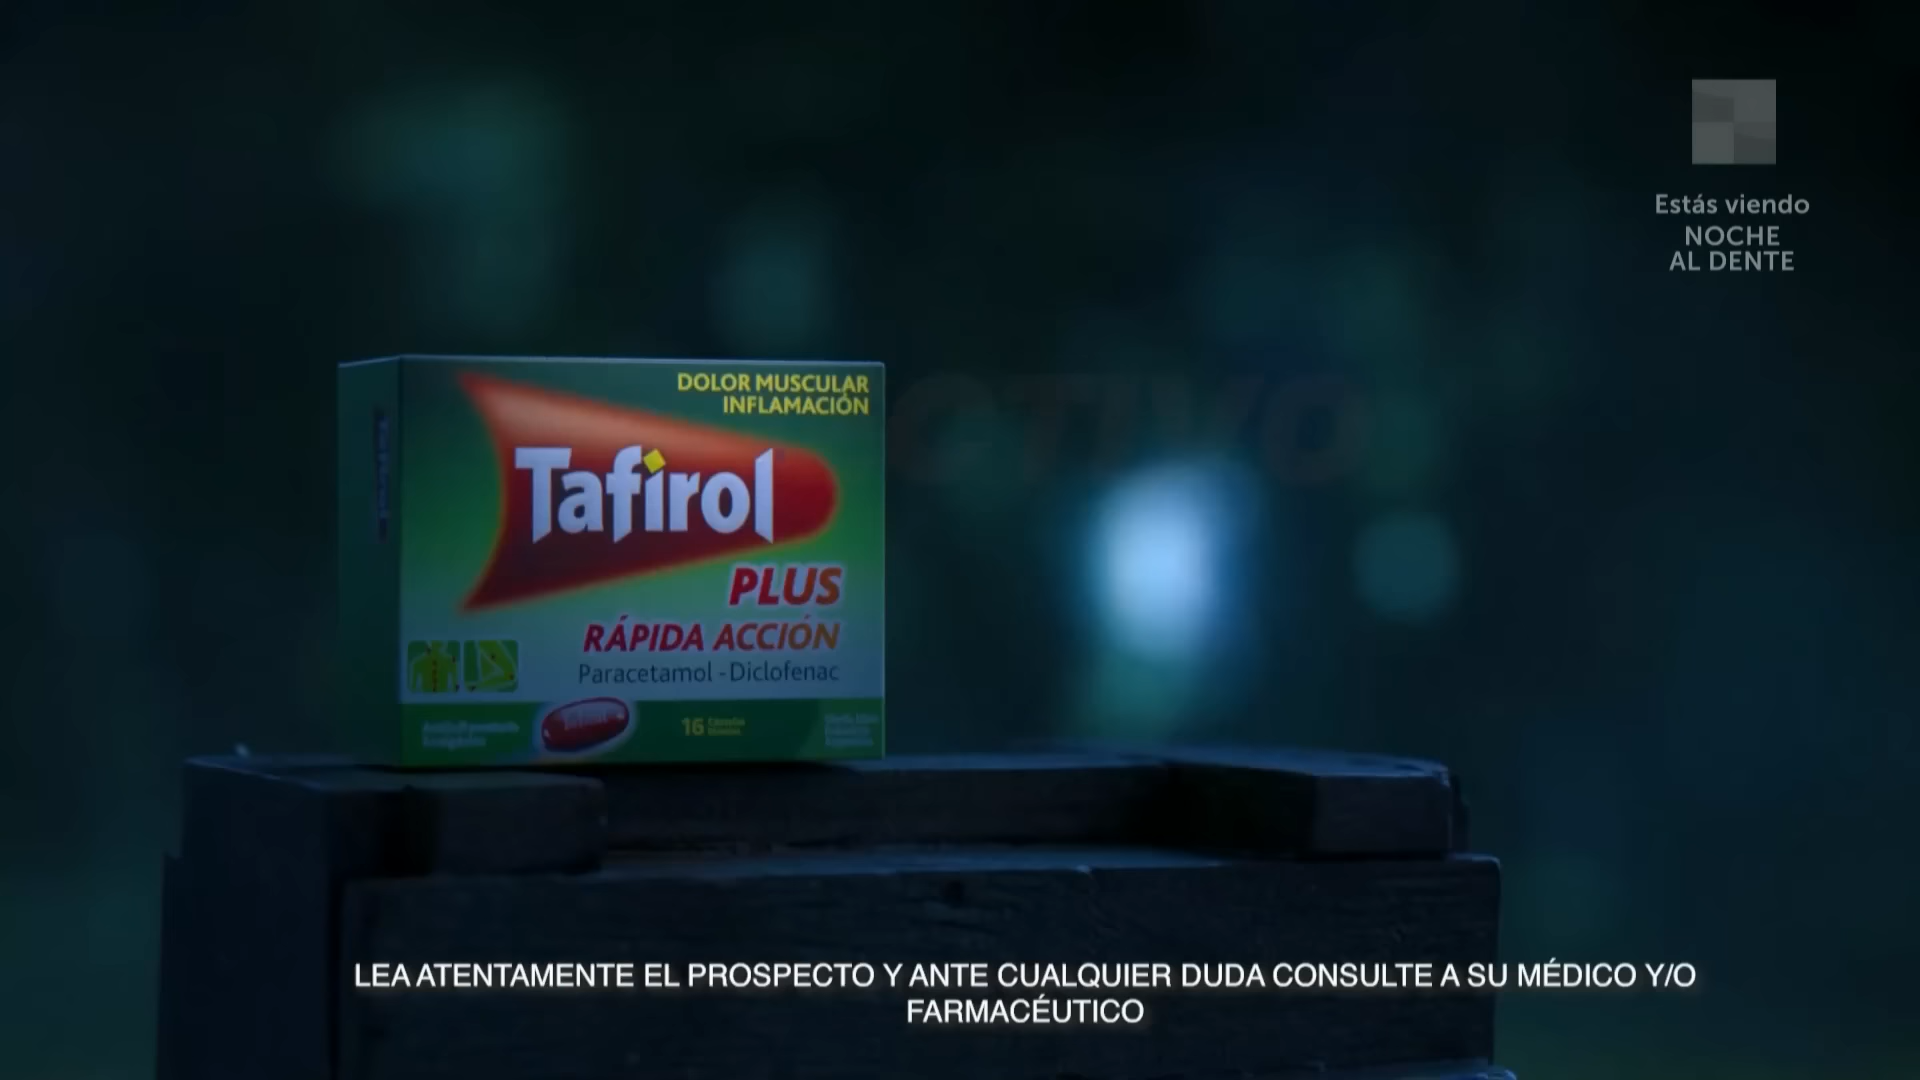 Estás viendo
NOCHE
AL DENTE
DOLOR MUSCULAR
INFLAMACIÓN
Tafirol
PLUS
RÁPIDA ACCIÓN
Paracetamol - Diclofenac
16
LEA ATENTAMENTE EL PROSPECTO Y ANTE CUALQUIER DUDA CONSULTE A SU MÉDICO Y/O
FARMACÉUTICO